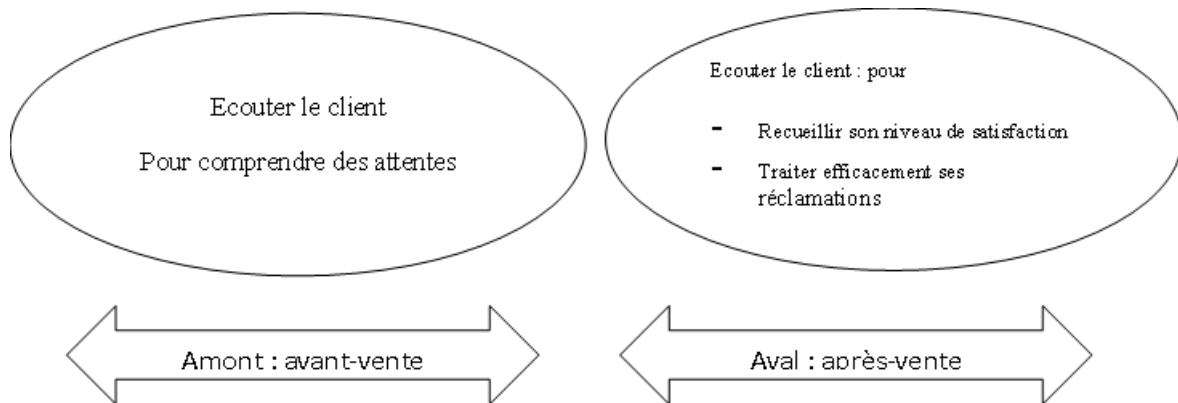 Ecouter le client
Pour comprendre des attentes
Ecouter le client : pour
- Recueillir son niveau de satisfaction
- Traiter efficacement ses
réclamations
Amont : avant-vente
Aval : après-vente